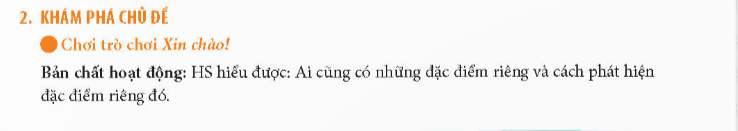 2. KHÁM PHÁ CHỦ ĐỀ
Chơi trò chơi Xin chào!
Bản chất hoạt động: HS hiểu được: Ai cũng có những đặc điểm riêng và cách phát hiện
đặc điểm riêng đó.